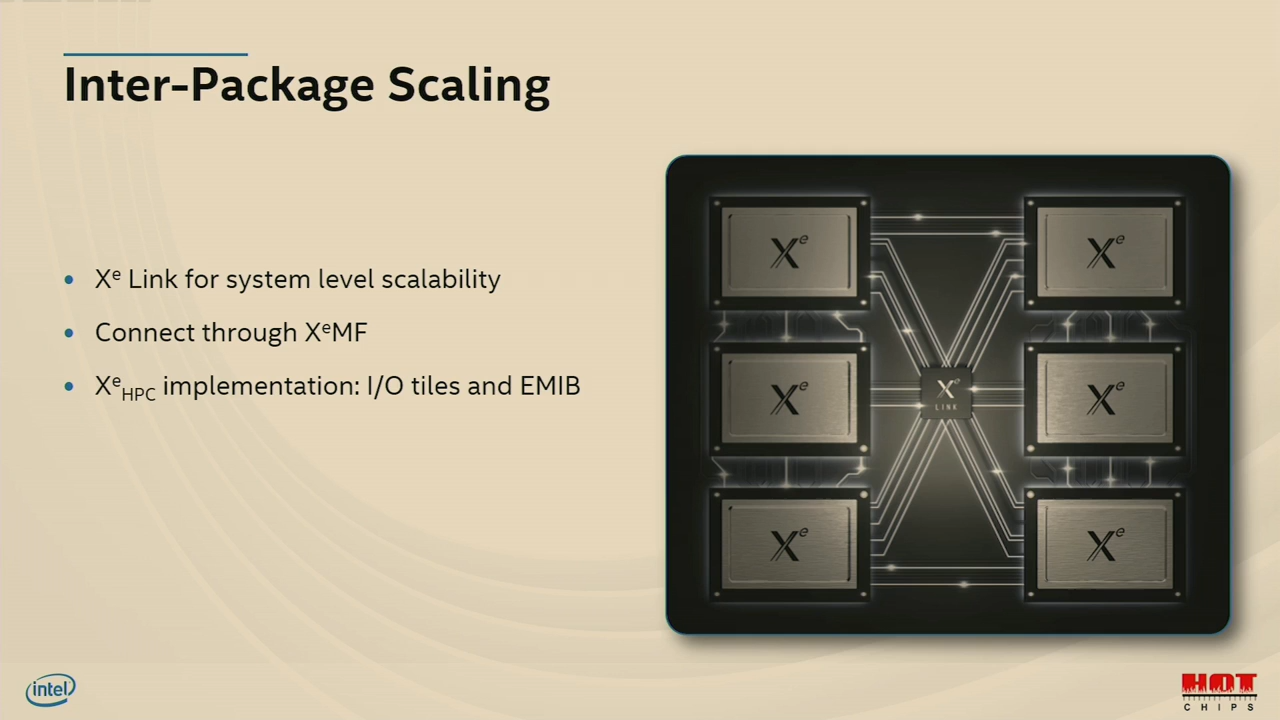 Inter-Package Scaling
• Xe Link for system level scalability
• Connect through XeMF
• XeHPC implementation: I/O tiles and EMIB
Xe
Xe
Xe
Xe
LINK
Xe
Xe
Xe
intel
HOT
CHIPS